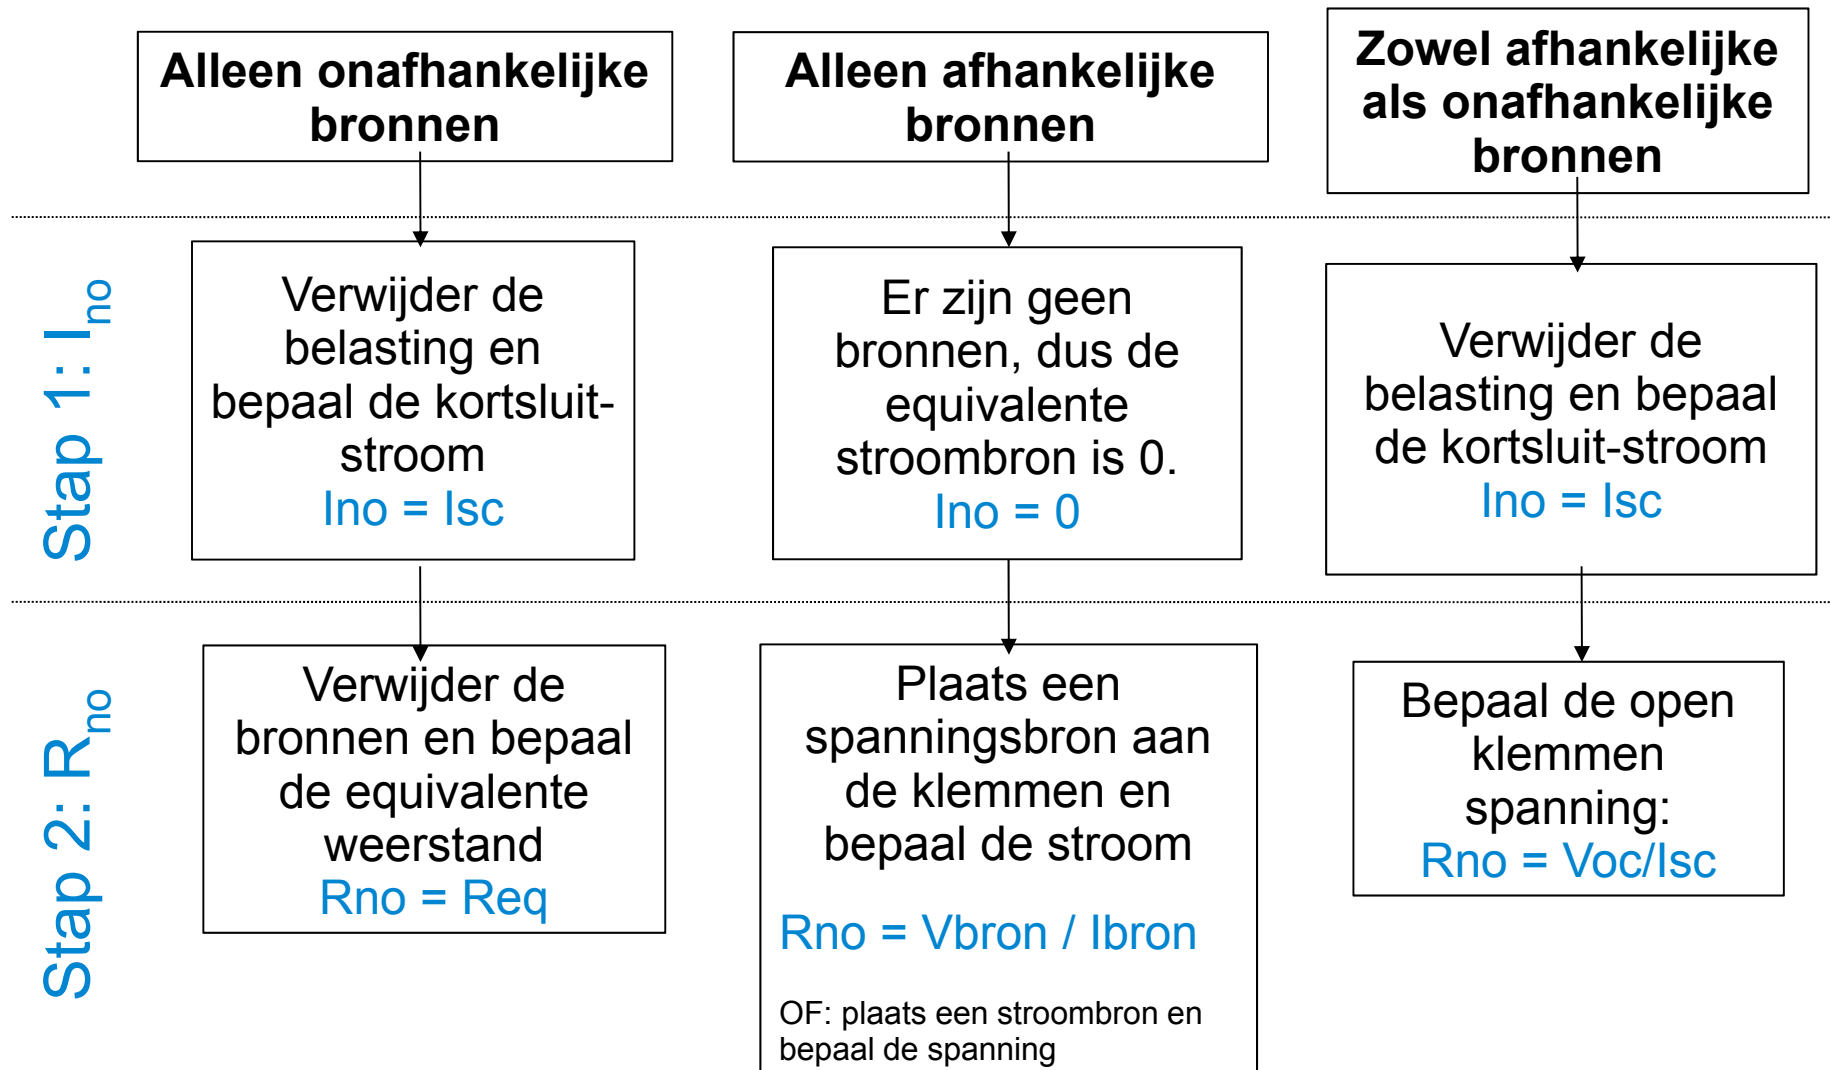 Alleen onafhankelijke
bronnen
Alleen afhankelijke
bronnen
Zowel afhankelijke
als onafhankelijke
bronnen
Stap 1: Ino
Verwijder de
belasting en
bepaal de kortsluit-
stroom
Ino = Isc
Er zijn geen
bronnen, dus de
equivalente
stroombron is 0.
Ino = 0
Verwijder de
belasting en bepaal
de kortsluit-stroom
Ino = Isc
Stap 2: Rno
Verwijder de
bronnen en bepaal
de equivalente
weerstand
Rno = Req
Plaats een
spanningsbron aan
de klemmen en
bepaal de stroom
Rno = Vbron / Ibron
OF: plaats een stroombron en
bepaal de spanning
Bepaal de open
klemmen
spanning:
Rno = Voc/Isc